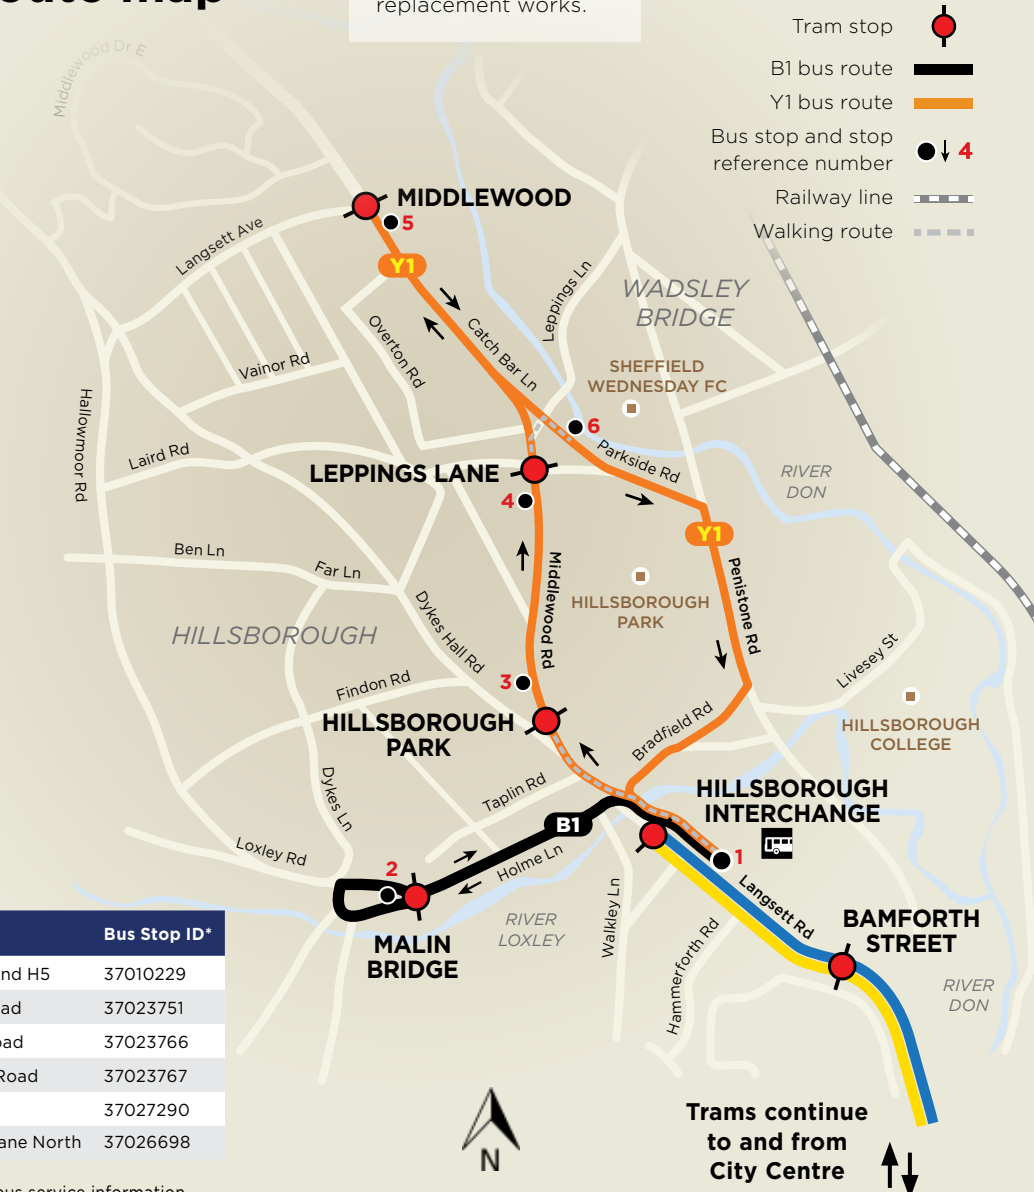 oute map
replacement works.
Tram stop
B1 bus route
Y1 bus route
Bus stop and stop
reference number
4
Railway line
Walking route
Middlewood Dr E
MIDDLEWOOD
5
Y1
Langsett Ave
Catch Bar Ln
Leppings Ln
WADSLEY
BRIDGE
Overton Rd
Vainor Rd
SHEFFIELD
WEDNESDAY FC
Hallowmoor Rd
6
Laird Rd
LEPPINGS LANE
Parkside Rd
RIVER
DON
4
Y1
Ben Ln
Far Ln
Middlewood Rd
Penistone Rd
HILLSBOROUGH
PARK
HILLSBOROUGH
Dykes Hall Rd
Livesey St
Findon Rd
3
HILLSBOROUGH
PARK
Bradfield Rd
HILLSBOROUGH
COLLEGE
Dykes Ln
Taplin Rd
HILLSBOROUGH
INTERCHANGE
B1
1
Loxley Rd
Holme Ln
2
Langsett Rd
Walkley Ln
Hammerforth Rd
RIVER
LOXLEY
MALIN
BRIDGE
BAMFORTH
STREET
RIVER
DON
Bus Stop ID*
nd H5 37010229
ad 37023751
oad 37023766
Road 37023767
37027290
ane North 37026698
bus service information
N
Trams continue
to and from
City Centre